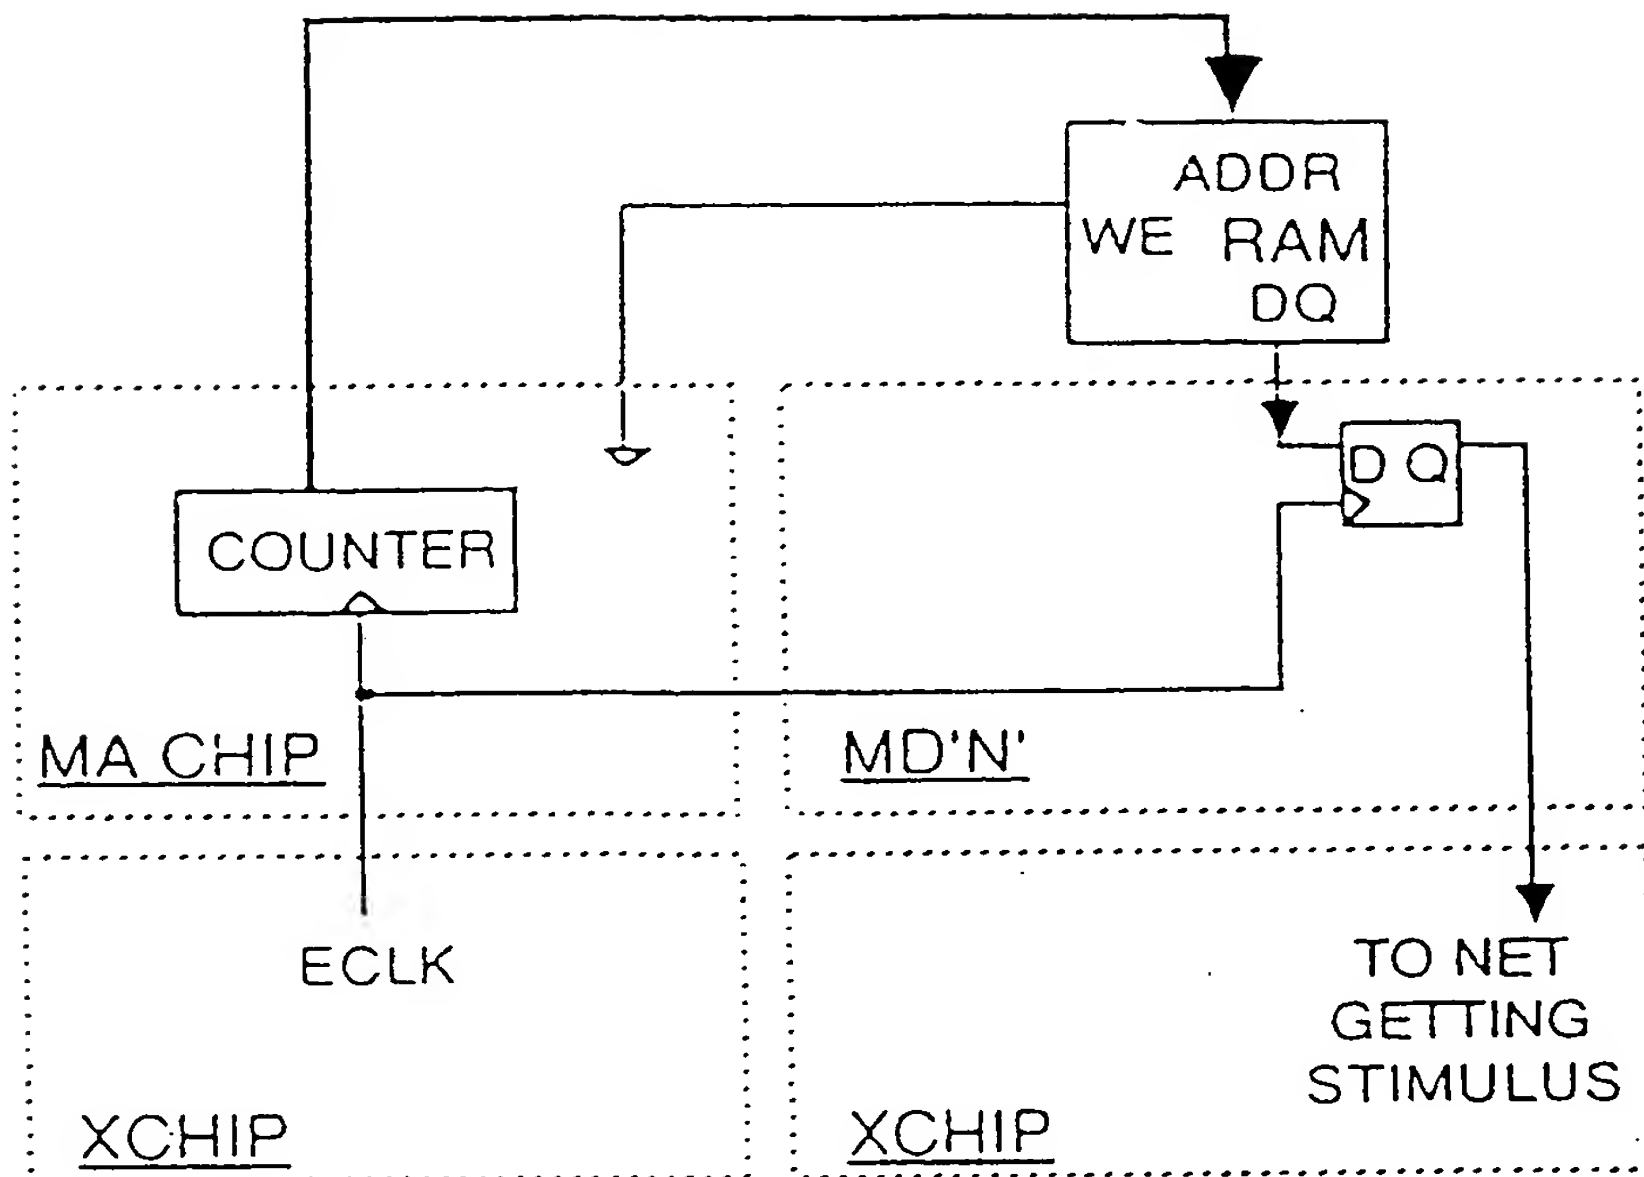 ADDR
WE RAM
DQ
D Q
COUNTER
MA CHIP
MD'N'
ECLK
TO NET
GETTING
STIMULUS
XCHIP
XCHIP